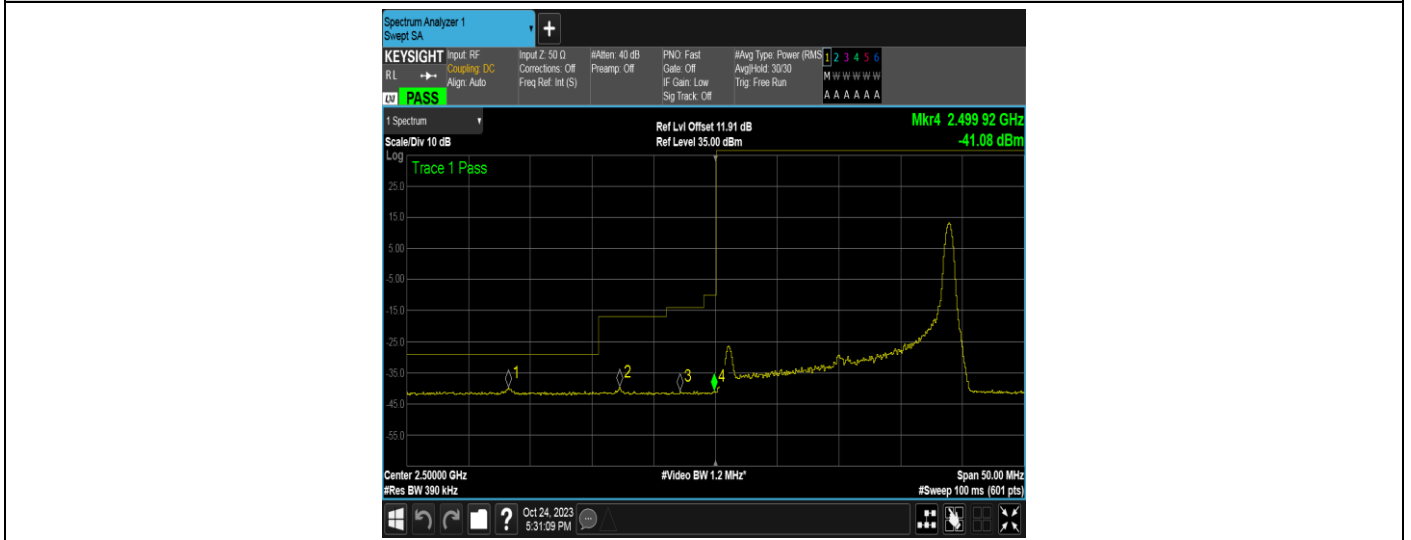 Spectrum Analyzer 1
Swept SA
+
KEYSIGHT
RL
PASS
Input: RF
Coupling: DC
Align: Auto
Input Z: 50 Ω
Corrections: Off
Freq Ref: Int (S)
#Atten: 40 dB
Preamp: Off
PNO: Fast
Gate: Off
IF Gain: Low
Sig Track: Off
#Avg Type: Power (RMS
Avg|Hold: 30/30
Trig: Free Run
1 2 3 4 5 6
M W W W W W
A A A A A A
1 Spectrum
Scale/Div 10 dB
Ref Lvl Offset 11.91 dB
Ref Level 35.00 dBm
Mkr4 2.499 92 GHz
-41.08 dBm
Log
Trace 1 Pass
25.0
15.0
5.00
-5.00
-15.0
-25.0
-35.0
-45.0
-55.0
1
2
3
4
Center 2.50000 GHz
#Res BW 390 kHz
#Video BW 1.2 MHz*
Span 50.00 MHz
#Sweep 100 ms (601 pts)
?
Oct 24, 2023
5:31:09 PM